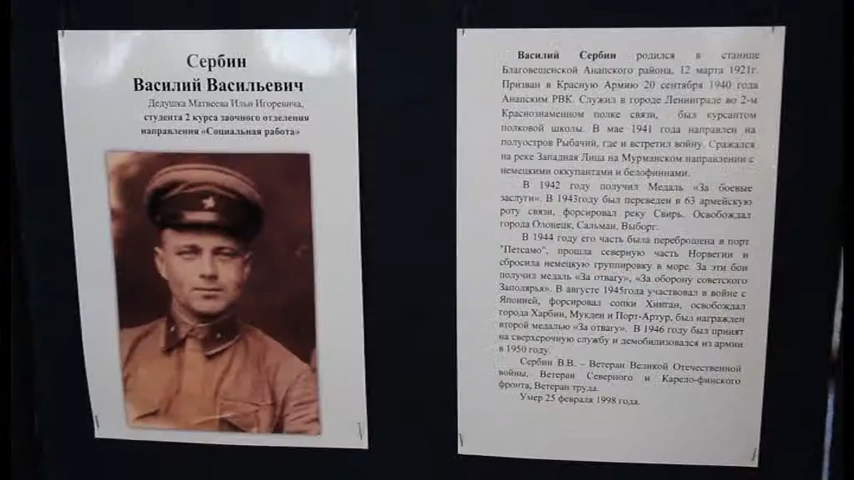 Сербин
Василий Васильевич
Дедушка Матвеева Ильи Игоревича,
студента 2 курса заочного отделения
направления «Социальная работа»
Василий Сербин родился в станице
Благовещенской Анапского района, 12 марта 1921г.
Призван в Красную Армию 20 сентября 1940 года
Анапским РВК. Служил в городе Ленинграде во 2-м
Краснознаменном полке связи, был курсантом
полковой школы. В мае 1941 года направлен на
полуостров Рыбачий, где и встретил войну. Сражался
на реке Западная Лица на Мурманском направлении с
немецкими оккупантами и белофиннами.
В 1942 году получил Медаль «За боевые
заслуги». В 1943году был переведен в 63 армейскую
роту связи, форсировал реку Свирь. Освобождал
города Олонецк, Сальман, Выборг.
В 1944 году его часть была переброшена в порт
"Петсамо", прошла северную часть Норвегии и
сбросила немецкую группировку в море. За эти бои
получил медаль «За отвагу», «За оборону советского
Заполярья». В августе 1945года участвовал в войне с
Японией, форсировал сопки Хинган, освобождал
города Харбин, Мукден и Порт-Артур, был награжден
второй медалью «За отвагу». В 1946 году был принят
на сверхсрочную службу и демобилизовался из армии
в 1950 году.
Сербин В.В. – Ветеран Великой Отечественной
войны, Ветеран Северного и Карело-финского
фронта, Ветеран труда.
Умер 25 февраля 1998 года.